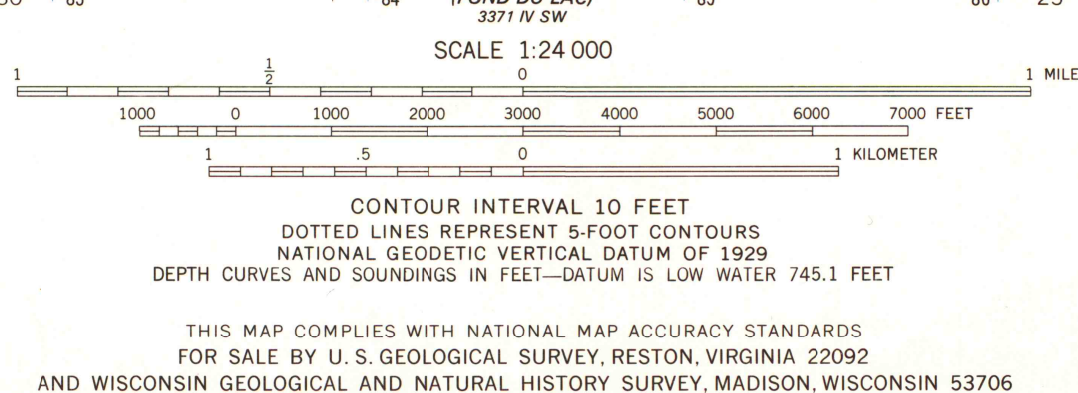 3371 IV SW
SCALE 1:24 000
1 1/2 0 1 MILE
1000 0 1000 2000 3000 4000 5000 6000 7000 FEET
1 .5 0 1 KILOMETER
CONTOUR INTERVAL 10 FEET
DOTTED LINES REPRESENT 5-FOOT CONTOURS
NATIONAL GEODETIC VERTICAL DATUM OF 1929
DEPTH CURVES AND SOUNDINGS IN FEET—DATUM IS LOW WATER 745.1 FEET
THIS MAP COMPLIES WITH NATIONAL MAP ACCURACY STANDARDS
FOR SALE BY U. S. GEOLOGICAL SURVEY, RESTON, VIRGINIA 22092
AND WISCONSIN GEOLOGICAL AND NATURAL HISTORY SURVEY, MADISON, WISCONSIN 53706